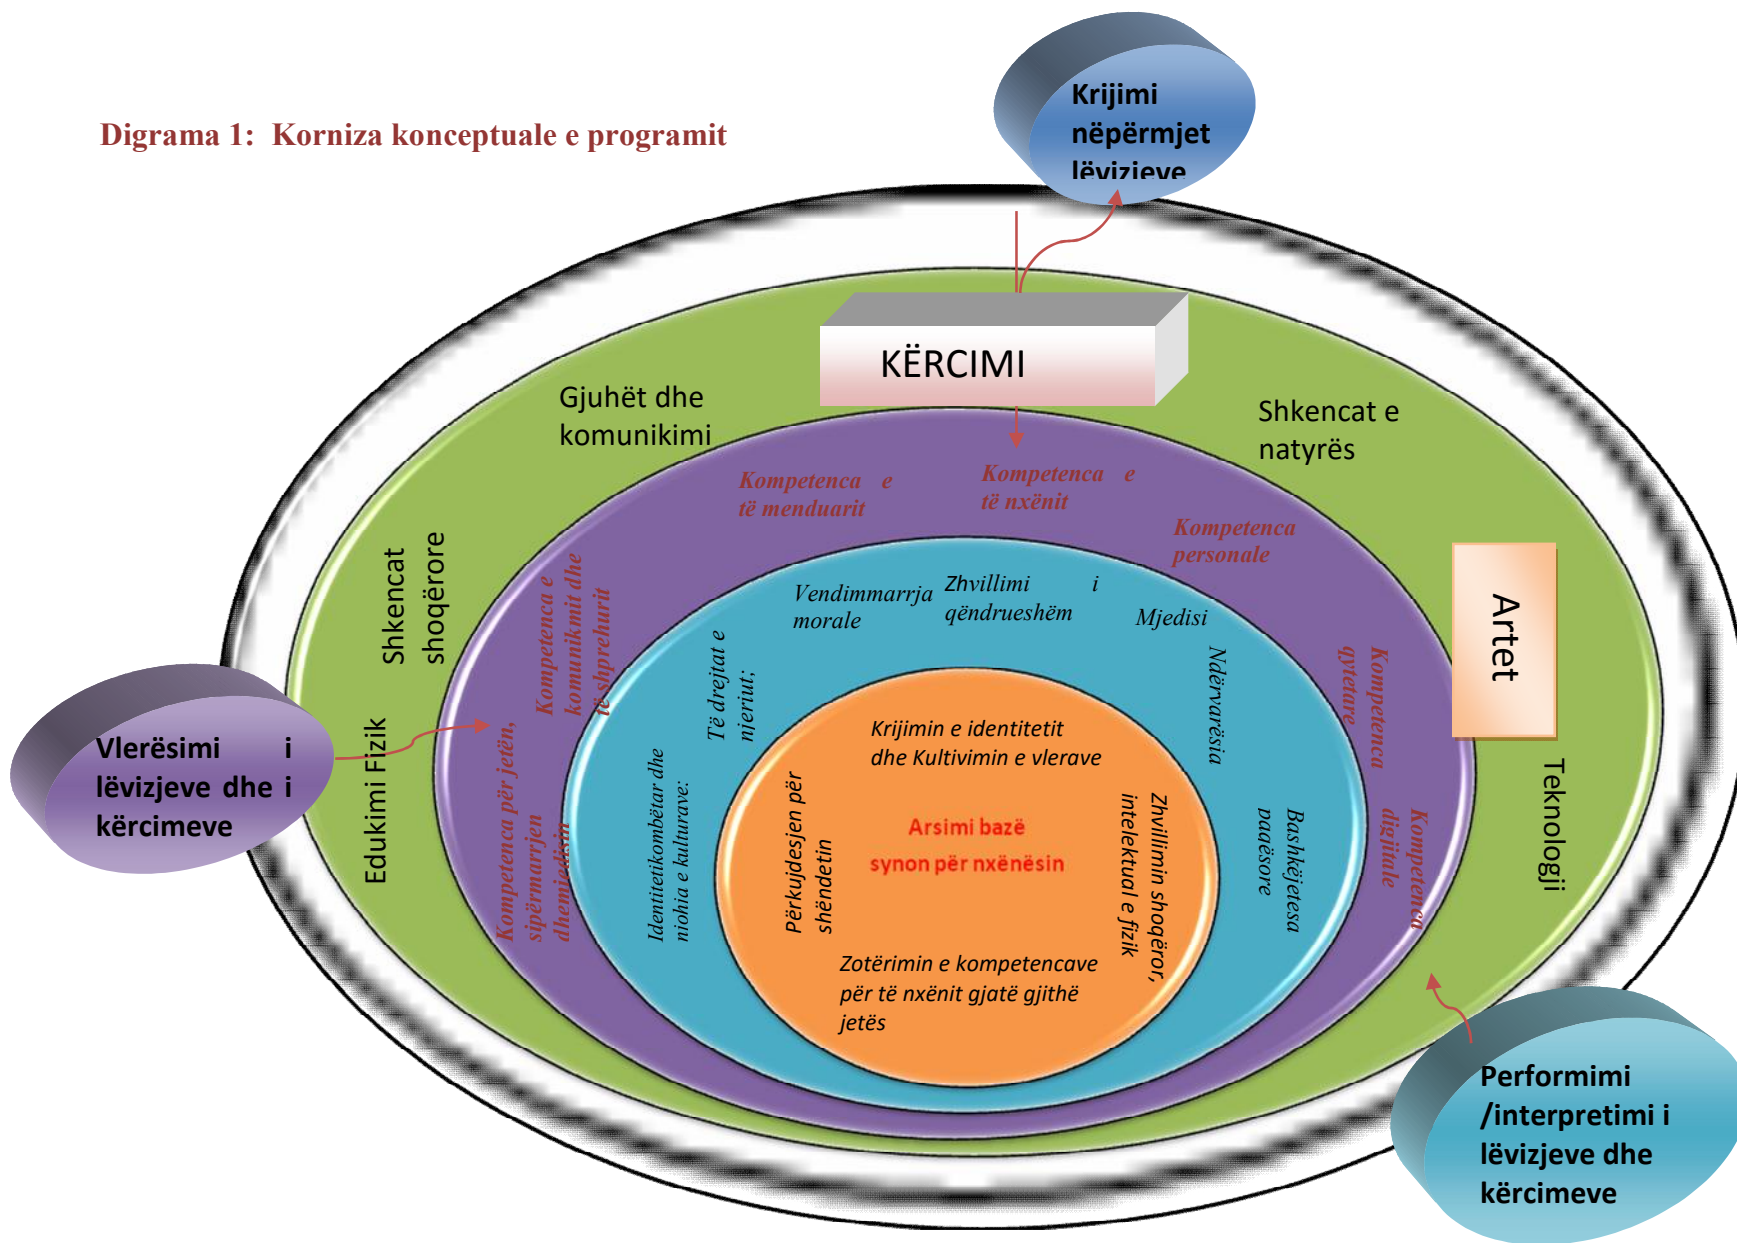 Digrama 1: Korniza konceptuale e programit
Krijimi
nëpërmjet
lëvizjeve
KËRCIMI
Gjuhët dhe
komunikimi
Shkencat e
natyrës
Shkencat
shoqërore
Edukimi Fizik
Artet
Teknologji
Kompetenca e
të menduarit
Kompetenca e
të nxënit
Kompetenca
personale
Kompetenca e
komunikmit dhe
të shprehurit
Kompetenca për jetën,
sipërmarrjen
dhemjedisin
Kompetenca
qytetare
Kompetenca
digjitale
Vendimmarrja
morale
Zhvillimi i
qëndrueshëm
Mjedisi
Ndërvarësia
Bashkëjetesa
paqësore
Të drejtat e
njeriut;
Identitetikombëtar dhe
njohja e kulturave:
Krijimin e identitetit
dhe Kultivimin e vlerave
Përkujdesjen për
shëndetin
Arsimi bazë
synon për nxënësin
Zhvillimin shoqëror,
intelektual e fizik
Zotërimin e kompetencave
për të nxënit gjatë gjithë
jetës
Vlerësimi i
lëvizjeve dhe i
kërcimeve
Performimi
/interpretimi i
lëvizjeve dhe
kërcimeve